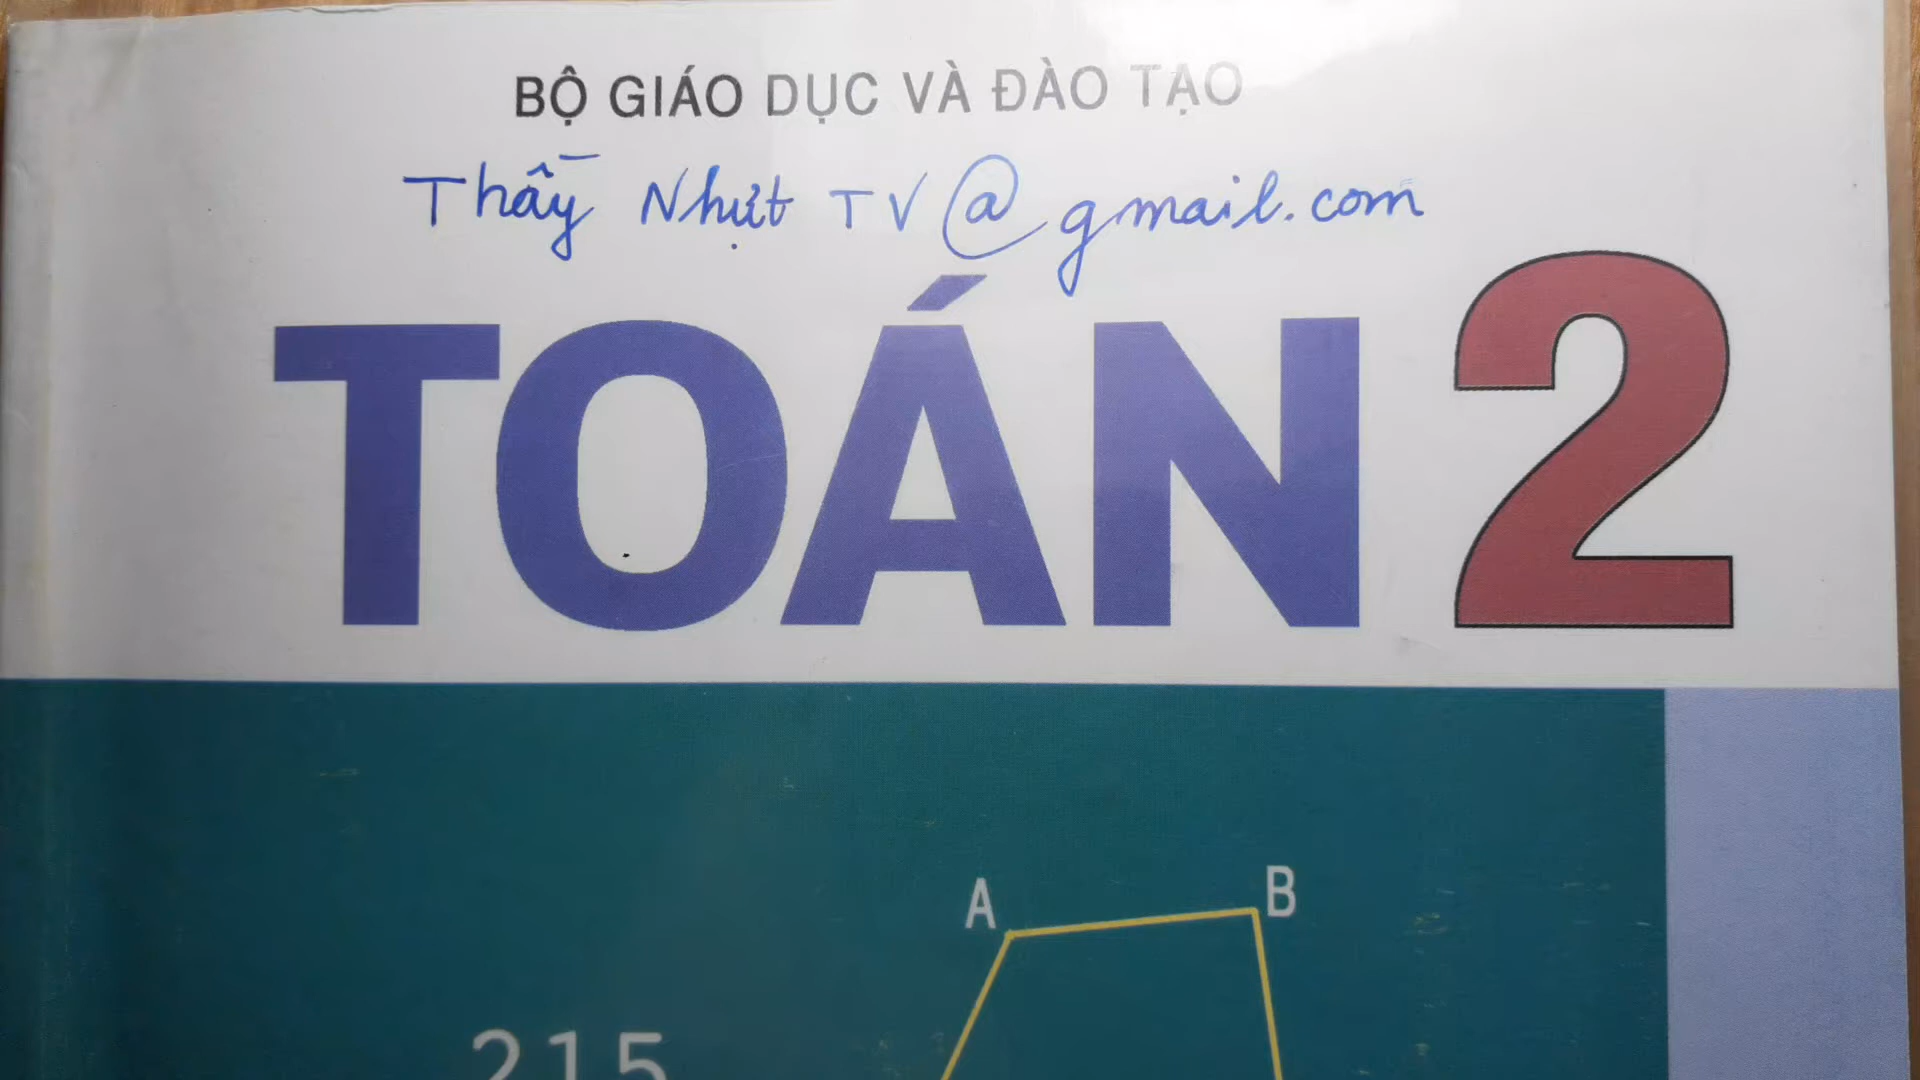 BỘ GIÁO DỤC VÀ ĐÀO TẠO
Thầy Nhựt TV@gmail.com
TOÁN 2
A B
215